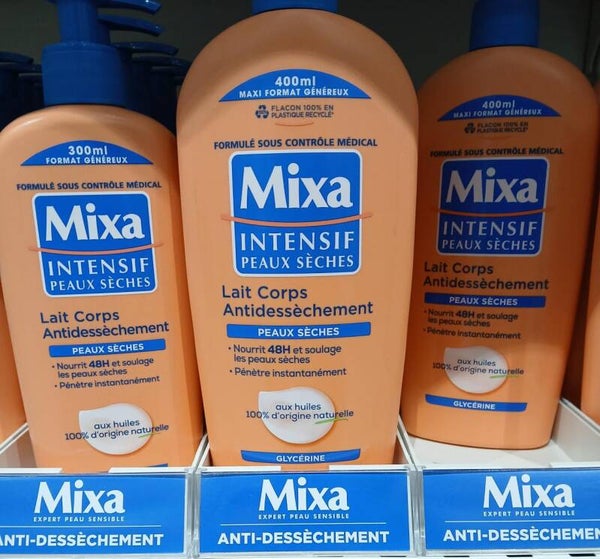 300ml
FORMAT GÉNÉREUX
FORMULÉ SOUS CONTRÔLE MÉDICAL
Mixa
INTENSIF
PEAUX SÈCHES
Lait Corps
Antidessèchement
PEAUX SÈCHES
• Nourrit 48H et soulage
les peaux sèches
• Pénètre instantanément
aux huiles
100% d'origine naturelle
400ml
MAXI FORMAT GÉNÉREUX
FLACON 100% EN
PLASTIQUE RECYCLÉ*
FORMULÉ SOUS CONTRÔLE MÉDICAL
Mixa
INTENSIF
PEAUX SÈCHES
Lait Corps
Antidessèchement
PEAUX SÈCHES
• Nourrit 48H et soulage
les peaux sèches
• Pénètre instantanément
aux huiles
100% d'origine naturelle
GLYCÉRINE
400ml
MAXI FORMAT GÉNÉREUX
FLACON 100% EN
PLASTIQUE RECYCLÉ*
FORMULÉ SOUS CONTRÔLE MÉDICAL
Mixa
INTENSIF
PEAUX SÈCHES
Lait Corps
Antidessèchement
PEAUX SÈCHES
• Nourrit 48H et soulage
les peaux sèches
• Pénètre instantanément
aux huiles
100% d'origine naturelle
GLYCÉRINE
Mixa
EXPERT PEAU SENSIBLE
ANTI-DESSÈCHEMENT
Mixa
EXPERT PEAU SENSIBLE
ANTI-DESSÈCHEMENT
Mixa
EXPERT PEAU SENSIBLE
ANTI-DESSÈCHEMEN